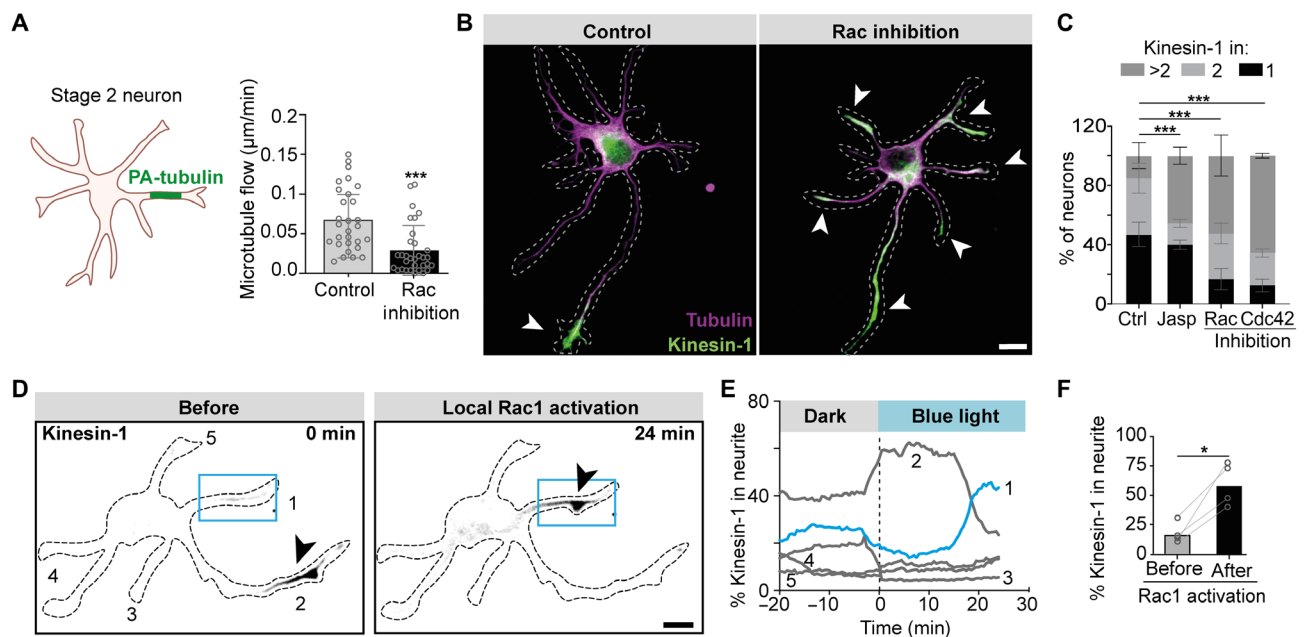 A
Stage 2 neuron
PA-tubulin
Microtubule flow (µm/min)
0.20
0.15
0.10
0.05
0.0
***
Control
Rac
inhibition
B
Control
Rac inhibition
Tubulin
Kinesin-1
C
Kinesin-1 in:
>2
2
1
% of neurons
120
80
40
0
***
***
***
Ctrl
Jasp
Rac
Cdc42
Inhibition
D
Before
Local Rac1 activation
Kinesin-1
0 min
24 min
5
1
4
3
2
E
% Kinesin-1 in neurite
80
40
0
Dark
Blue light
2
1
4
5
3
−20
−10
0
10
20
30
Time (min)
F
% Kinesin-1 in neurite
100
75
50
25
0
*
Before
After
Rac1 activation